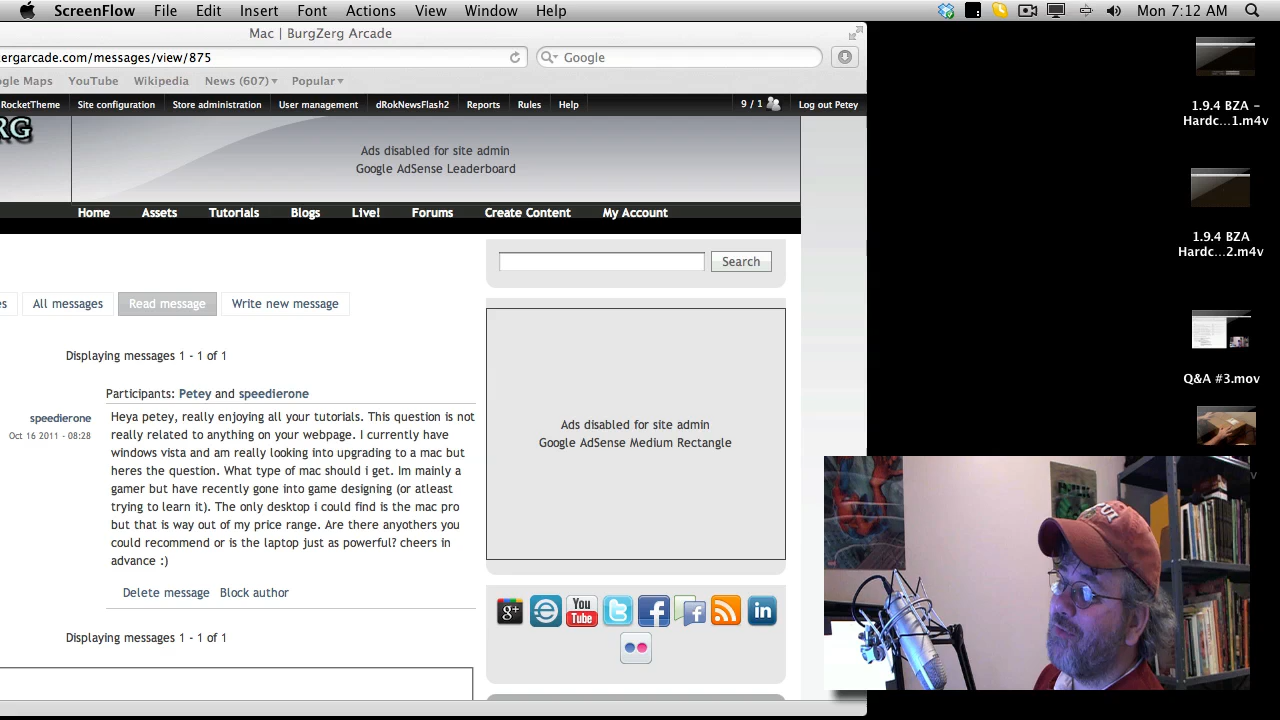 ScreenFlow File Edit Insert Font Actions View Window Help Mon 7:12 AM
Mac | BurgZerg Arcade
ergarcade.com/messages/view/875
Google
gle Maps YouTube Wikipedia News (607) Popular
RocketTheme Site configuration Store administration User management dRokNewsFlash2 Reports Rules Help 9 / 1 Log out Petey
RG
Ads disabled for site admin
Google AdSense Leaderboard
Home Assets Tutorials Blogs Live! Forums Create Content My Account
Search
es All messages Read message Write new message
Displaying messages 1 - 1 of 1
Participants: Petey and speedierone
speedierone
Oct 16 2011 - 08:28
Heya petey, really enjoying all your tutorials. This question is not
really related to anything on your webpage. I currently have
windows vista and am really looking into upgrading to a mac but
heres the question. What type of mac should i get. Im mainly a
gamer but have recently gone into game designing (or atleast
trying to learn it). The only desktop i could find is the mac pro
but that is way out of my price range. Are there anyothers you
could recommend or is the laptop just as powerful? cheers in
advance :)
Delete message Block author
Displaying messages 1 - 1 of 1
Ads disabled for site admin
Google AdSense Medium Rectangle
g+
You
Tube
in
1.9.4 BZA -
Hardc...1.m4v
1.9.4 BZA
Hardc...2.m4v
Q&A #3.mov